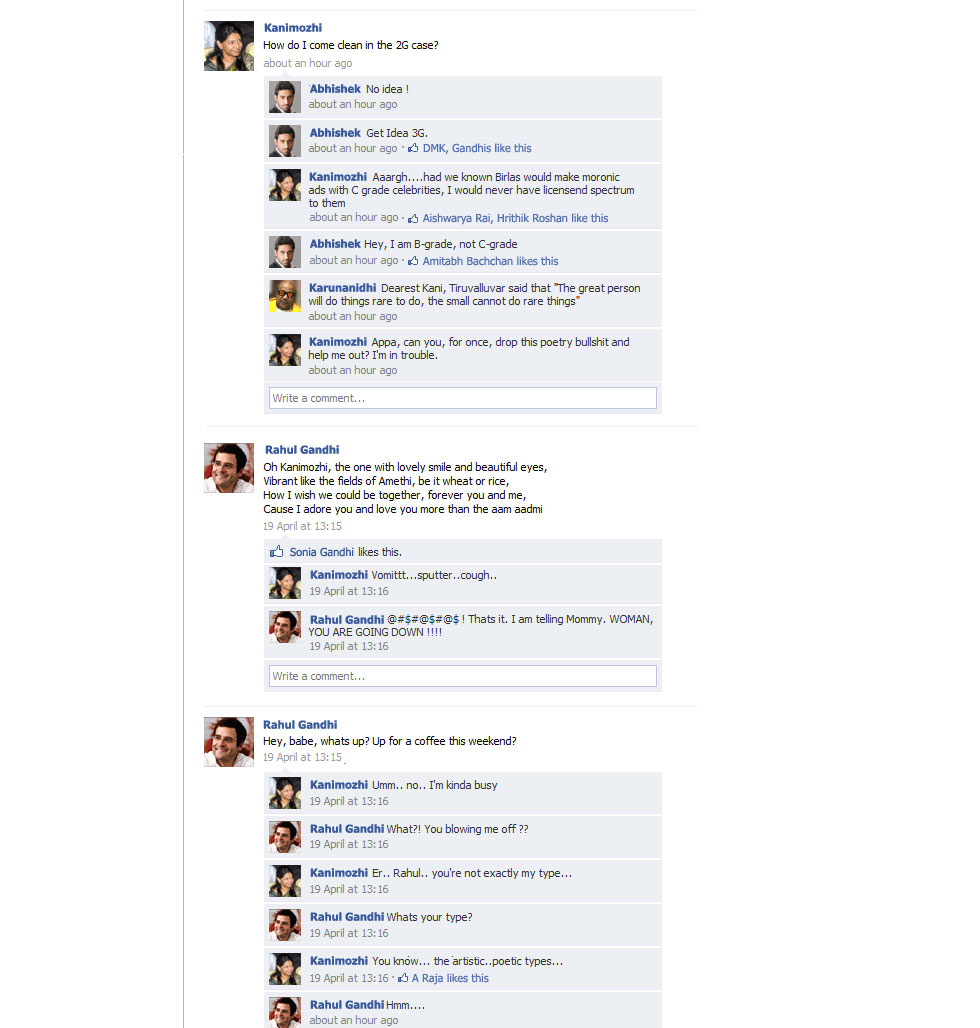 Kanimozhi
How do I come clean in the 2G case?
about an hour ago
Abhishek No idea !
about an hour ago
Abhishek Get Idea 3G.
about an hour ago · DMK, Gandhis like this
Kanimozhi Aaargh....had we known Birlas would make moronic
ads with C grade celebrities, I would never have licensend spectrum
to them
about an hour ago · Aishwarya Rai, Hrithik Roshan like this
Abhishek Hey, I am B-grade, not C-grade
about an hour ago · Amitabh Bachchan likes this
Karunanidhi Dearest Kani, Tiruvalluvar said that "The great person
will do things rare to do, the small cannot do rare things"
about an hour ago
Kanimozhi Appa, can you, for once, drop this poetry bullshit and
help me out? I'm in trouble.
about an hour ago
Write a comment...
Rahul Gandhi
Oh Kanimozhi, the one with lovely smile and beautiful eyes,
Vibrant like the fields of Amethi, be it wheat or rice,
How I wish we could be together, forever you and me,
Cause I adore you and love you more than the aam aadmi
19 April at 13:15
Sonia Gandhi likes this.
Kanimozhi Vomittt...sputter..cough..
19 April at 13:16
Rahul Gandhi @#$#@$#@$ ! Thats it. I am telling Mommy. WOMAN,
YOU ARE GOING DOWN !!!!
19 April at 13:16
Write a comment...
Rahul Gandhi
Hey, babe, whats up? Up for a coffee this weekend?
19 April at 13:15
Kanimozhi Umm.. no.. I'm kinda busy
19 April at 13:16
Rahul Gandhi What?! You blowing me off ??
19 April at 13:16
Kanimozhi Er.. Rahul.. you're not exactly my type...
19 April at 13:16
Rahul Gandhi Whats your type?
19 April at 13:16
Kanimozhi You know... the artistic..poetic types...
19 April at 13:16 · A Raja likes this
Rahul Gandhi Hmm....
about an hour ago